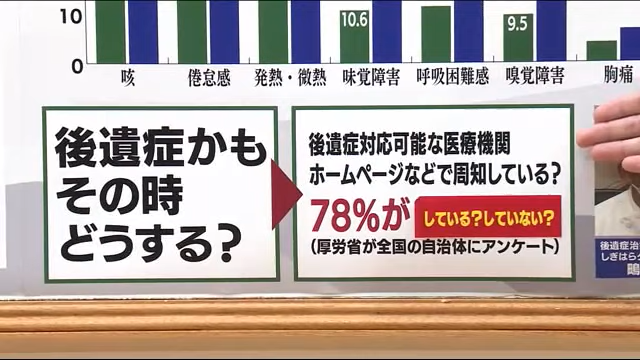 10
0
10.6
9.5
咳
倦怠感
発熱・微熱
味覚障害
呼吸困難感
嗅覚障害
胸痛
後遺症かも
その時
どうする?
後遺症対応可能な医療機関
ホームページなどで周知している?
78%が
している?していない?
(厚労省が全国の自治体にアンケート)
後遺症治
しぎはらク